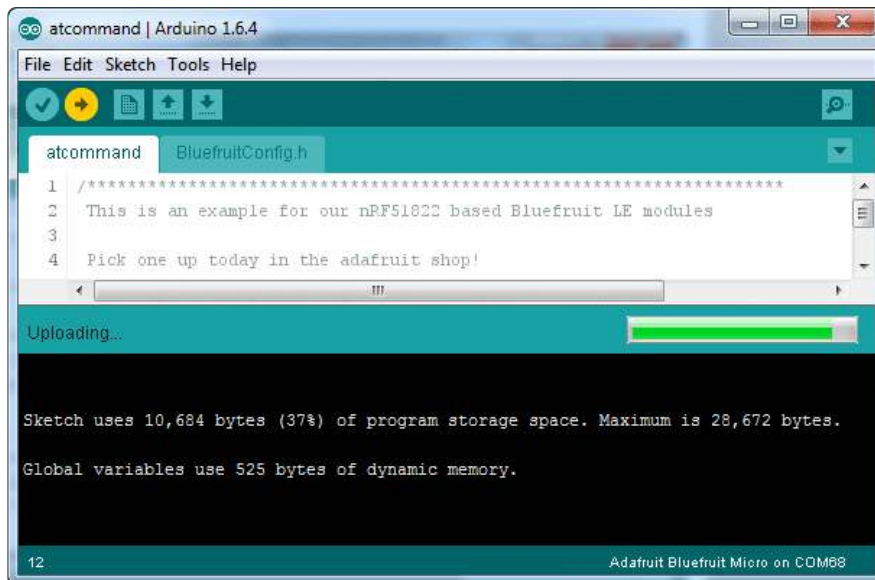 atcommand | Arduino 1.6.4
File Edit Sketch Tools Help
atcommand BluefruitConfig.h
1 /*********************************************************************
2 This is an example for our nRF51822 based Bluefruit LE modules
3
4 Pick one up today in the adafruit shop!
Uploading...
Sketch uses 10,684 bytes (37%) of program storage space. Maximum is 28,672 bytes.
Global variables use 525 bytes of dynamic memory.
12 Adafruit Bluefruit Micro on COM68